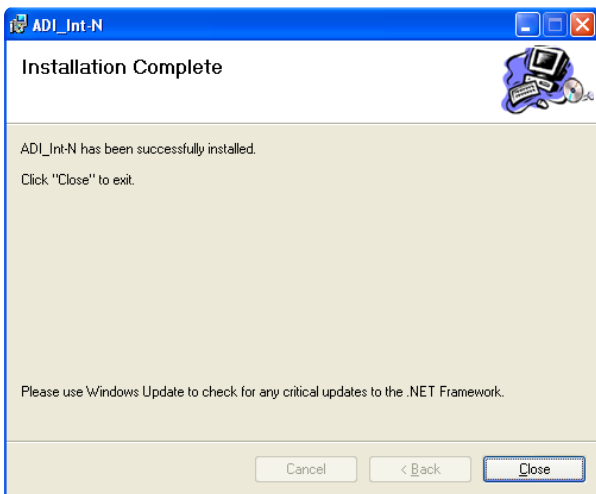 ADI_Int-N
Installation Complete
ADI_Int-N has been successfully installed.
Click "Close" to exit.
Please use Windows Update to check for any critical updates to the .NET Framework.
Cancel
< Back
Close